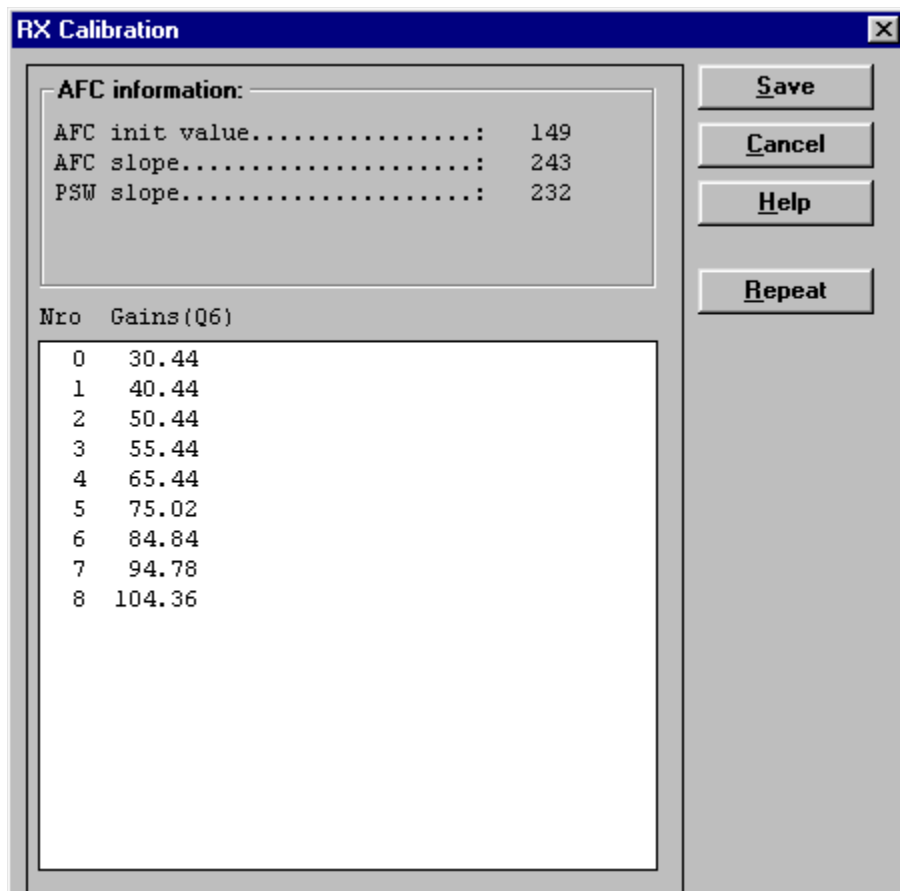 RX Calibration
AFC information:
AFC init value................: 149
AFC slope.....................: 243
PSW slope.....................: 232
Save
Cancel
Help
Repeat
Nro Gains(Q6)
0 30.44
1 40.44
2 50.44
3 55.44
4 65.44
5 75.02
6 84.84
7 94.78
8 104.36